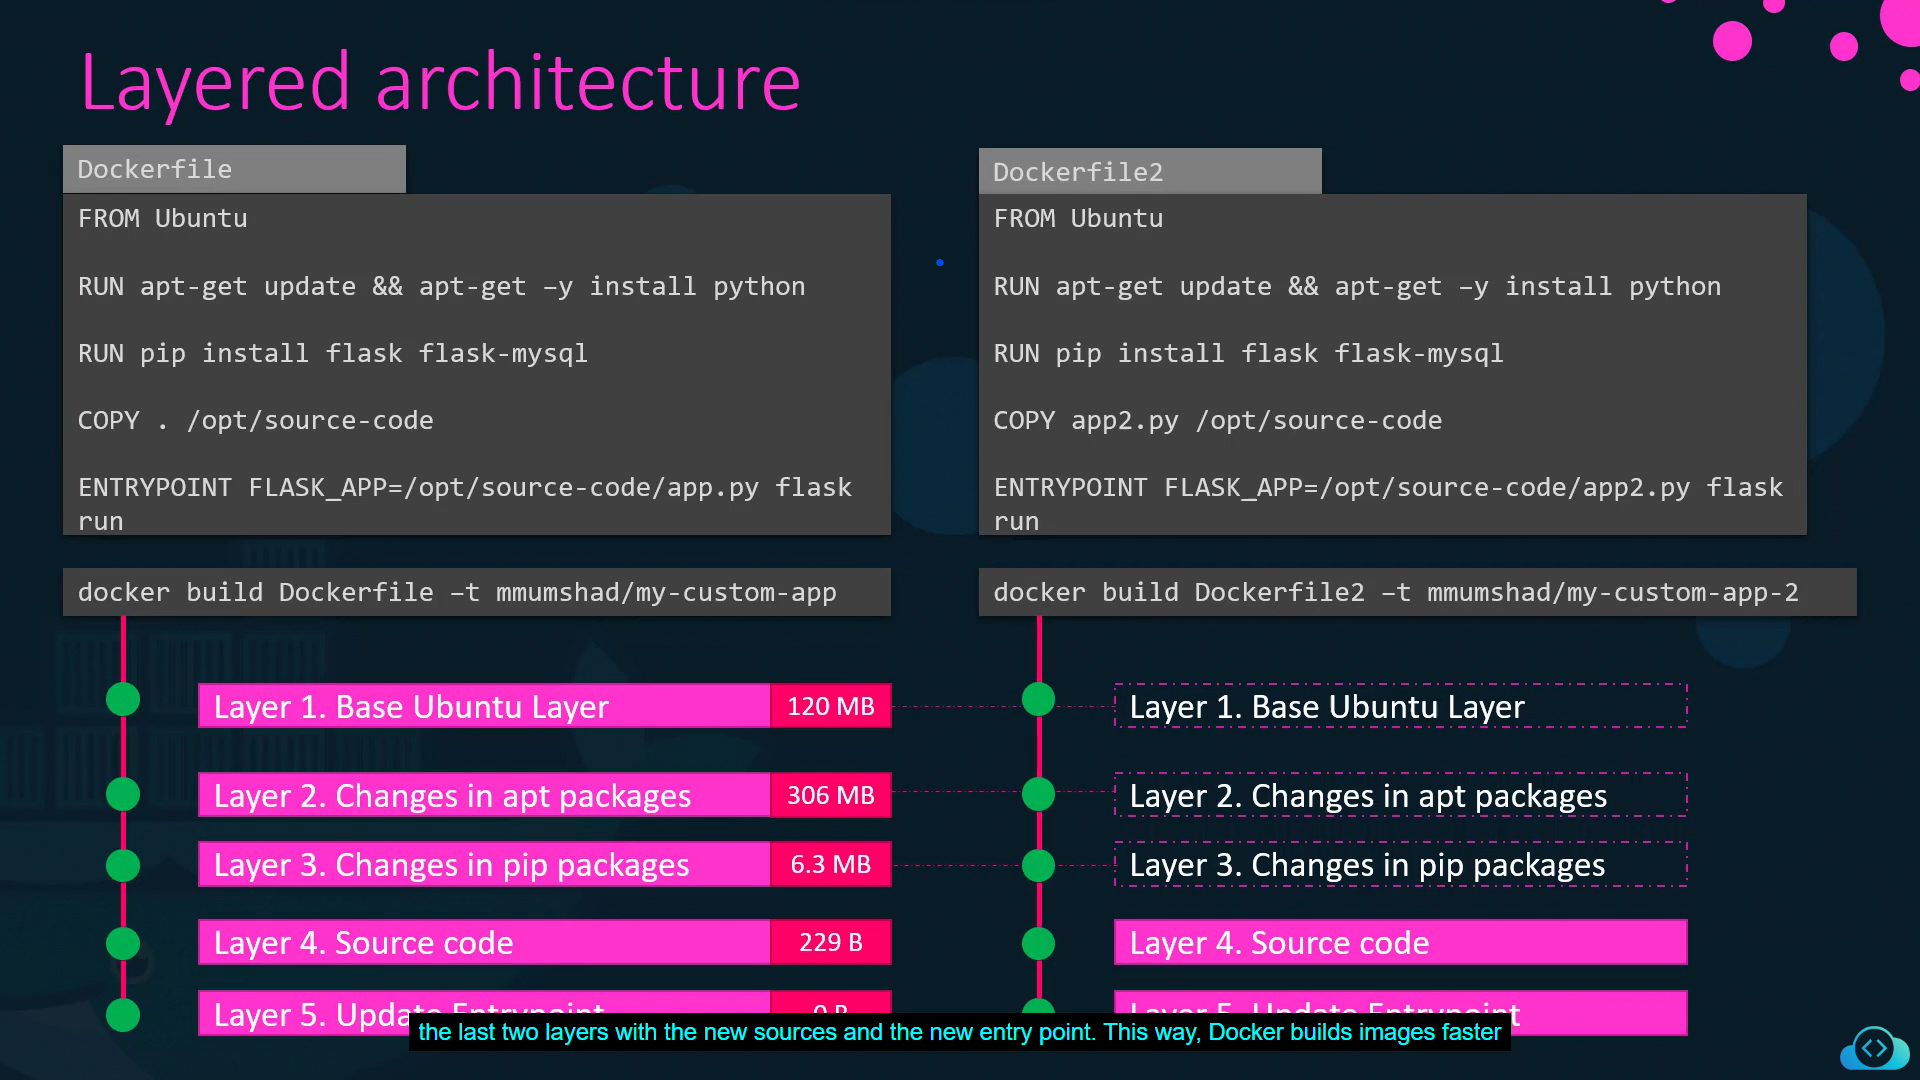 Layered architecture
Dockerfile
FROM Ubuntu
RUN apt-get update && apt-get –y install python
RUN pip install flask flask-mysql
COPY . /opt/source-code
ENTRYPOINT FLASK_APP=/opt/source-code/app.py flask
run
docker build Dockerfile –t mmumshad/my-custom-app
Layer 1. Base Ubuntu Layer 120 MB
Layer 2. Changes in apt packages 306 MB
Layer 3. Changes in pip packages 6.3 MB
Layer 4. Source code 229 B
Layer 5. Update Entrypoint 0 B
Dockerfile2
FROM Ubuntu
RUN apt-get update && apt-get –y install python
RUN pip install flask flask-mysql
COPY app2.py /opt/source-code
ENTRYPOINT FLASK_APP=/opt/source-code/app2.py flask
run
docker build Dockerfile2 –t mmumshad/my-custom-app-2
Layer 1. Base Ubuntu Layer
Layer 2. Changes in apt packages
Layer 3. Changes in pip packages
Layer 4. Source code
Layer 5. Update Entrypoint
the last two layers with the new sources and the new entry point. This way, Docker builds images faster